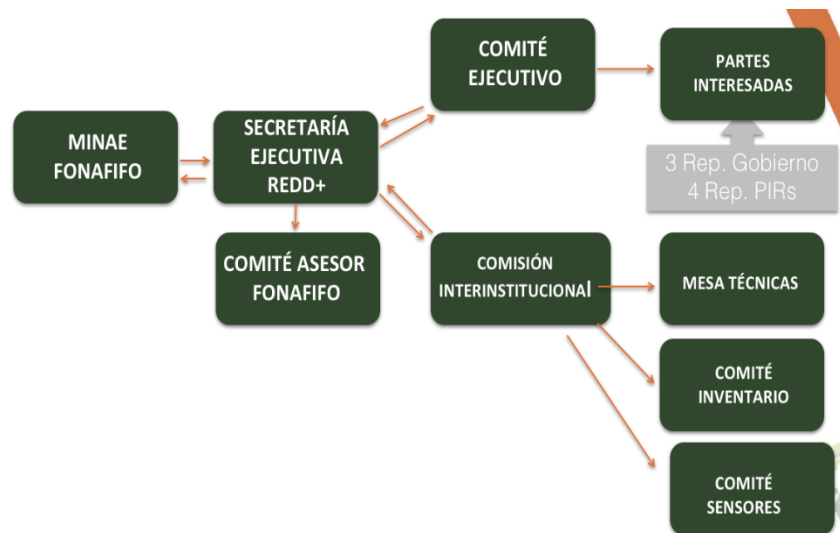 COMITÉ
EJECUTIVO
PARTES
INTERESADAS
MINAE
FONAFIFO
SECRETARÍA
EJECUTIVA
REDD+
3 Rep. Gobierno
4 Rep. PIRs
COMITÉ ASESOR
FONAFIFO
COMISIÓN
INTERINSTITUCIONAl
MESA TÉCNICAS
COMITÉ
INVENTARIO
COMITÉ
SENSORES